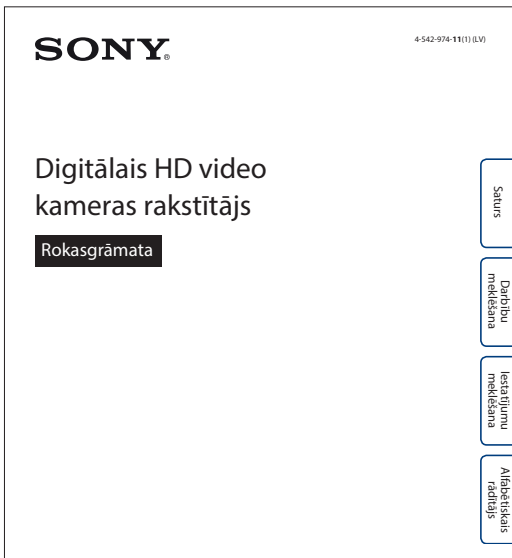 SONY®
4-542-974-11(1) (LV)
Digitālais HD video
kameras rakstītājs
Rokasgrāmata
Saturs
Darbību
meklēšana
Iestatījumu
meklēšana
Alfabētiskais
rādītājs